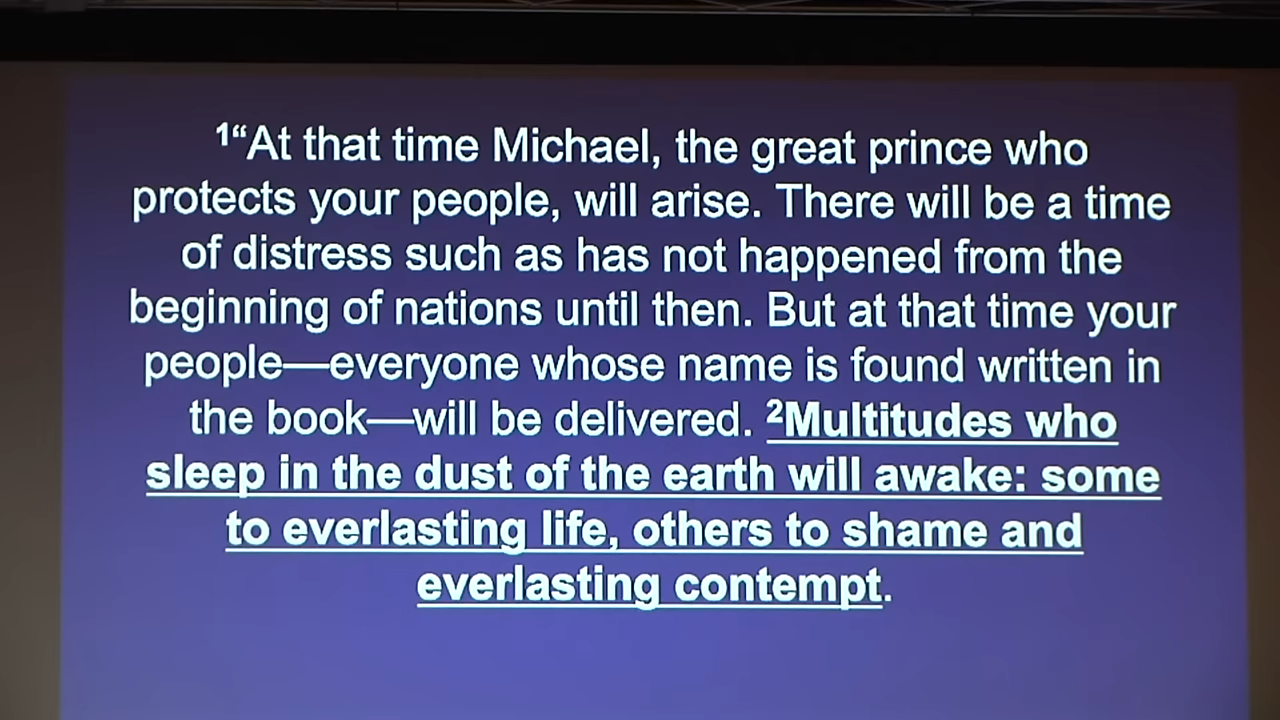 ¹“At that time Michael, the great prince who
protects your people, will arise. There will be a time
of distress such as has not happened from the
beginning of nations until then. But at that time your
people—everyone whose name is found written in
the book—will be delivered. ²Multitudes who
sleep in the dust of the earth will awake: some
to everlasting life, others to shame and
everlasting contempt.